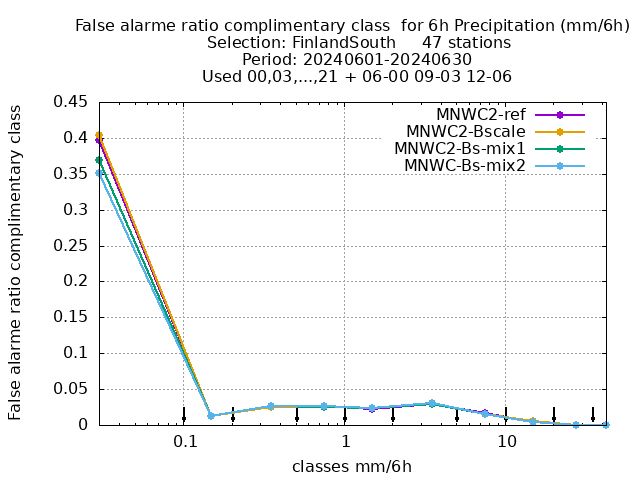 False alarme ratio complimentary class  for 6h Precipitation (mm/6h)
Selection: FinlandSouth     47 stations
Period: 20240601-20240630
Used 00,03,...,21 + 06-00 09-03 12-06
False alarme ratio complimentary class
0.45
0.4
0.35
0.3
0.25
0.2
0.15
0.1
0.05
0
MNWC2-ref
MNWC2-Bscale
MNWC2-Bs-mix1
MNWC-Bs-mix2
0.1 1 10
classes mm/6h